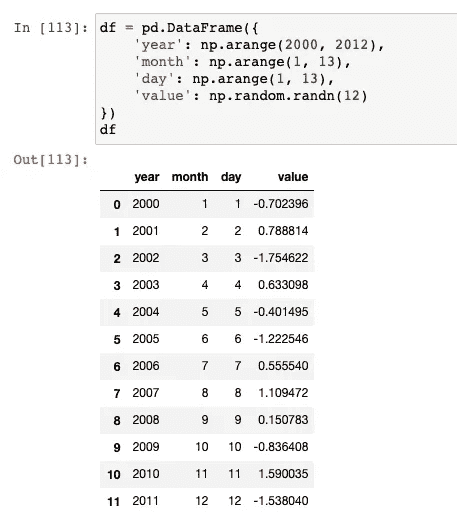 In [113]: df = pd.DataFrame({
'year': np.arange(2000, 2012),
'month': np.arange(1, 13),
'day': np.arange(1, 13),
'value': np.random.randn(12)
})
df
Out[113]:
year month day value
0 2000 1 1 -0.702396
1 2001 2 2 0.788814
2 2002 3 3 -1.754622
3 2003 4 4 0.633098
4 2004 5 5 -0.401495
5 2005 6 6 -1.222546
6 2006 7 7 0.555540
7 2007 8 8 1.109472
8 2008 9 9 0.150783
9 2009 10 10 -0.836408
10 2010 11 11 1.590035
11 2011 12 12 -1.538040